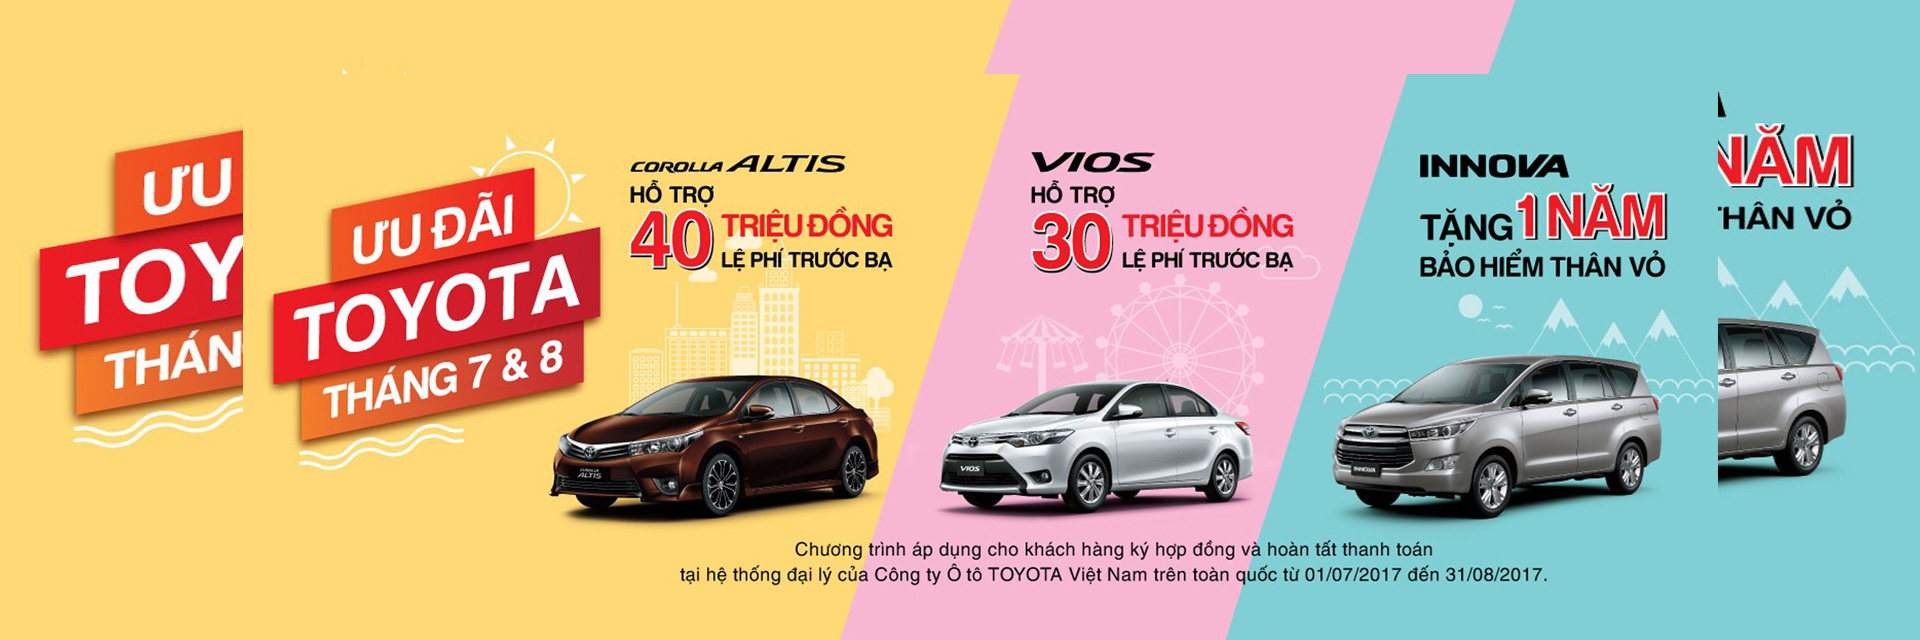 ƯU
TOY
THÁN
ƯU ĐÃI
TOYOTA
THÁNG 7 & 8
COROLLA ALTIS
HỖ TRỢ
40 TRIỆU ĐỒNG
LỆ PHÍ TRƯỚC BẠ
COROLLA
ALTIS
VIOS
HỖ TRỢ
30 TRIỆU ĐỒNG
LỆ PHÍ TRƯỚC BẠ
VIOS
INNOVA
TẶNG 1 NĂM
BẢO HIỂM THÂN VỎ
INNOVA
NĂM
THÂN VỎ
Chương trình áp dụng cho khách hàng ký hợp đồng và hoàn tất thanh toán
tại hệ thống đại lý của Công ty Ô tô TOYOTA Việt Nam trên toàn quốc từ 01/07/2017 đến 31/08/2017.